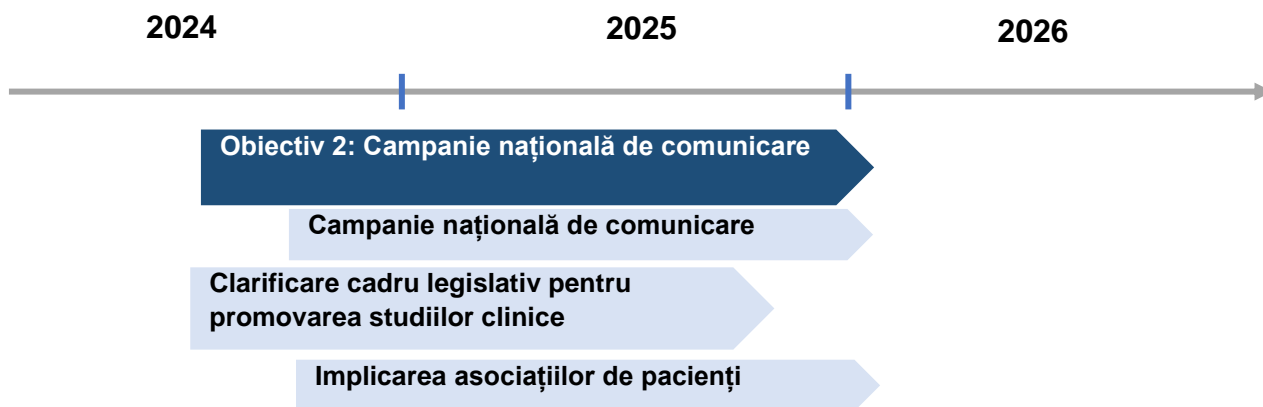 2024
2025
2026
Obiectiv 2: Campanie națională de comunicare
Campanie națională de comunicare
Clarificare cadru legislativ pentru
promovarea studiilor clinice
Implicarea asociațiilor de pacienți